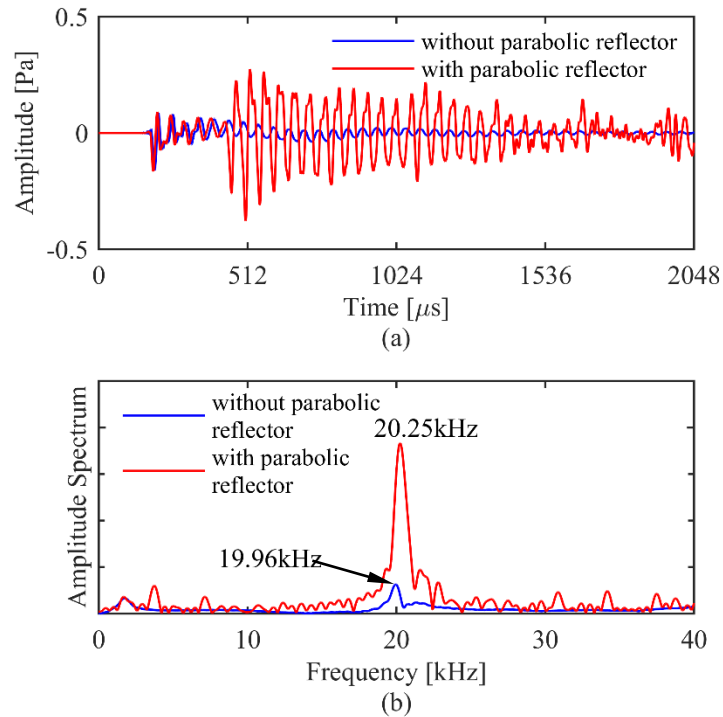 0.5
without parabolic reflector
with parabolic reflector
Amplitude [Pa]
0
-0.5
0 512 1024 1536 2048
Time [μs]
(a)
without parabolic
reflector
with parabolic
reflector
20.25kHz
19.96kHz
Amplitude Spectrum
0 10 20 30 40
Frequency [kHz]
(b)